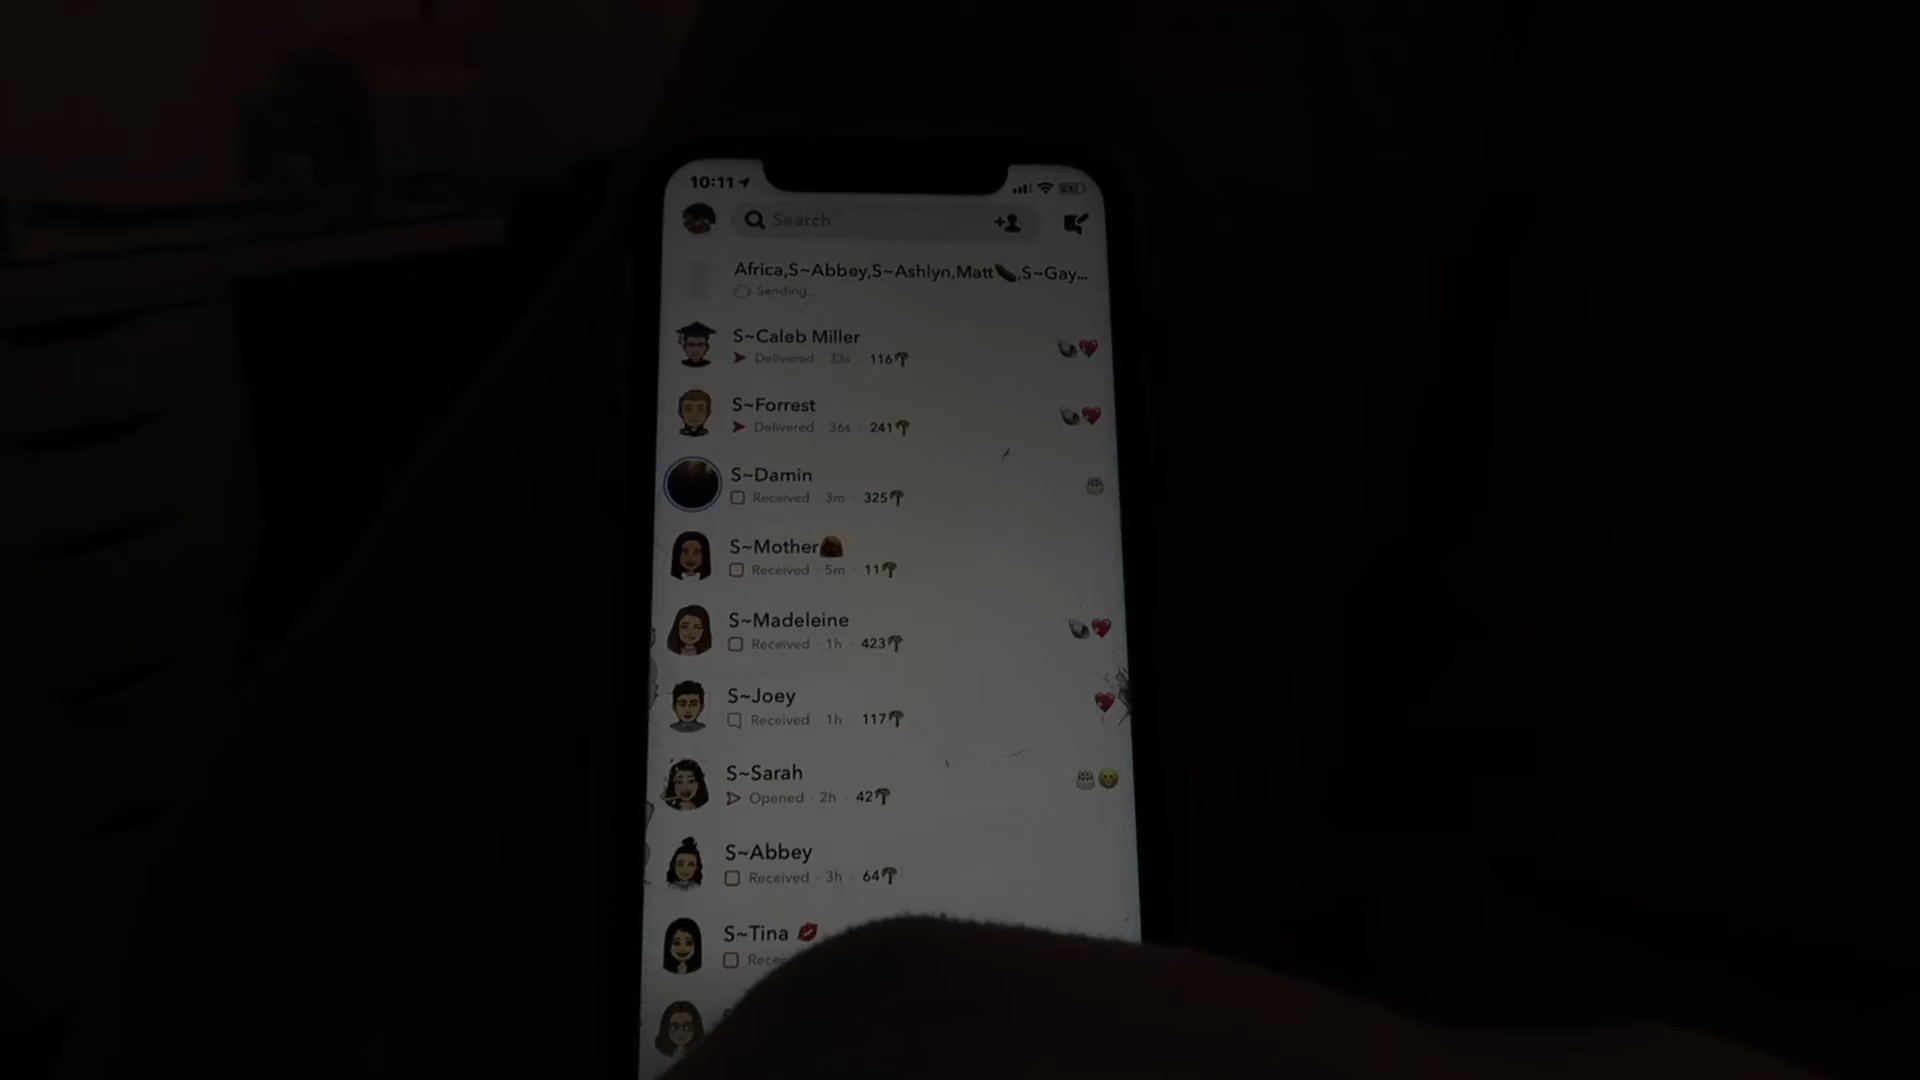 10:11
Search
Africa,S~Abbey,S~Ashlyn,Matt,S~Gay...
Sending...
S~Caleb Miller
Delivered · 33s · 116
S~Forrest
Delivered · 36s · 241
S~Damin
Received · 3m · 325
S~Mother
Received · 5m · 11
S~Madeleine
Received · 1h · 423
S~Joey
Received · 1h · 117
S~Sarah
Opened · 2h · 42
S~Abbey
Received · 3h · 64
S~Tina